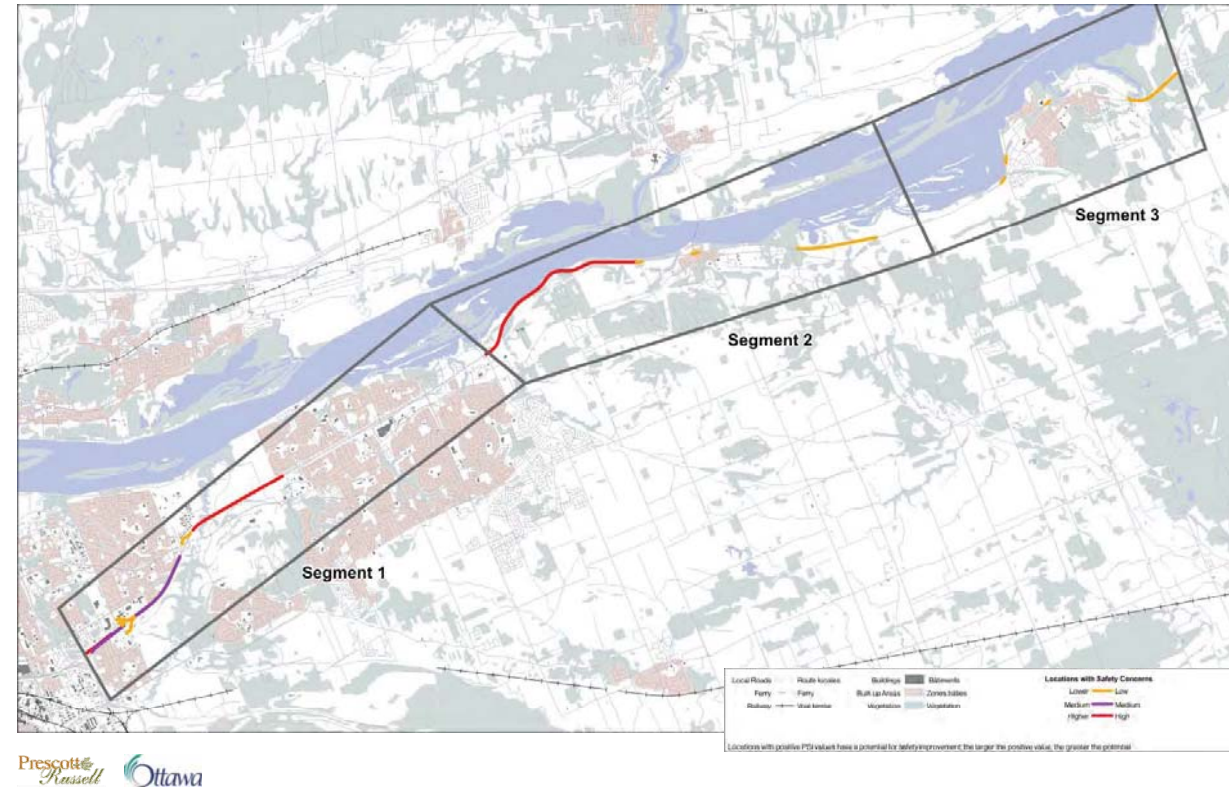 Segment 3
Segment 2
Segment 1
Local Roads Route locales Buildings Bâtiments
Ferry Ferry Built up Areas Zones baties
Railway Voie ferrée Vegetation Végétation
Locations with Safety Concerns
Lower Low
Medium Medium
Higher High
Locations with positive PSI values have a potential for safety improvement; the larger the positive value, the greater the potential
Prescott
Russell
Ottawa